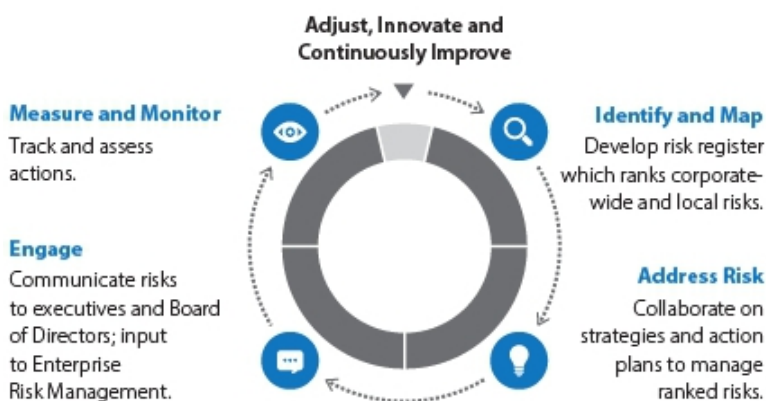 Adjust, Innovate and
Continuously Improve
Measure and Monitor
Track and assess
actions.
Identify and Map
Develop risk register
which ranks corporate-
wide and local risks.
Engage
Communicate risks
to executives and Board
of Directors; input
to Enterprise
Risk Management.
Address Risk
Collaborate on
strategies and action
plans to manage
ranked risks.